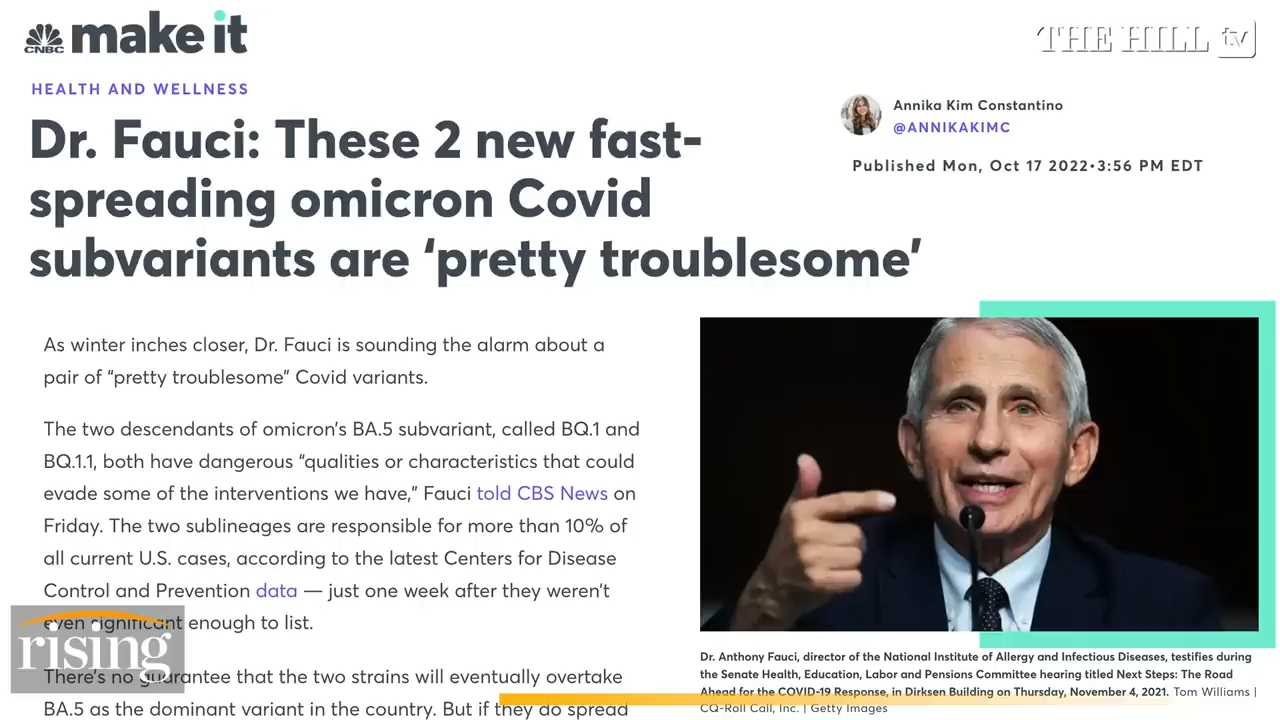 CNBC make it
THE HILL tv
HEALTH AND WELLNESS
Dr. Fauci: These 2 new fast-
spreading omicron Covid
subvariants are ‘pretty troublesome’
Annika Kim Constantino
@ANNIKAKIMC
Published Mon, Oct 17 2022•3:56 PM EDT
As winter inches closer, Dr. Fauci is sounding the alarm about a
pair of “pretty troublesome” Covid variants.
The two descendants of omicron’s BA.5 subvariant, called BQ.1 and
BQ.1.1, both have dangerous “qualities or characteristics that could
evade some of the interventions we have,” Fauci told CBS News on
Friday. The two sublineages are responsible for more than 10% of
all current U.S. cases, according to the latest Centers for Disease
Control and Prevention data — just one week after they weren’t
even significant enough to list.
There’s no guarantee that the two strains will eventually overtake
BA.5 as the dominant variant in the country. But if they do spread
rising
Dr. Anthony Fauci, director of the National Institute of Allergy and Infectious Diseases, testifies during
the Senate Health, Education, Labor and Pensions Committee hearing titled Next Steps: The Road
Ahead for the COVID-19 Response, in Dirksen Building on Thursday, November 4, 2021. Tom Williams |
CQ-Roll Call, Inc. | Getty Images